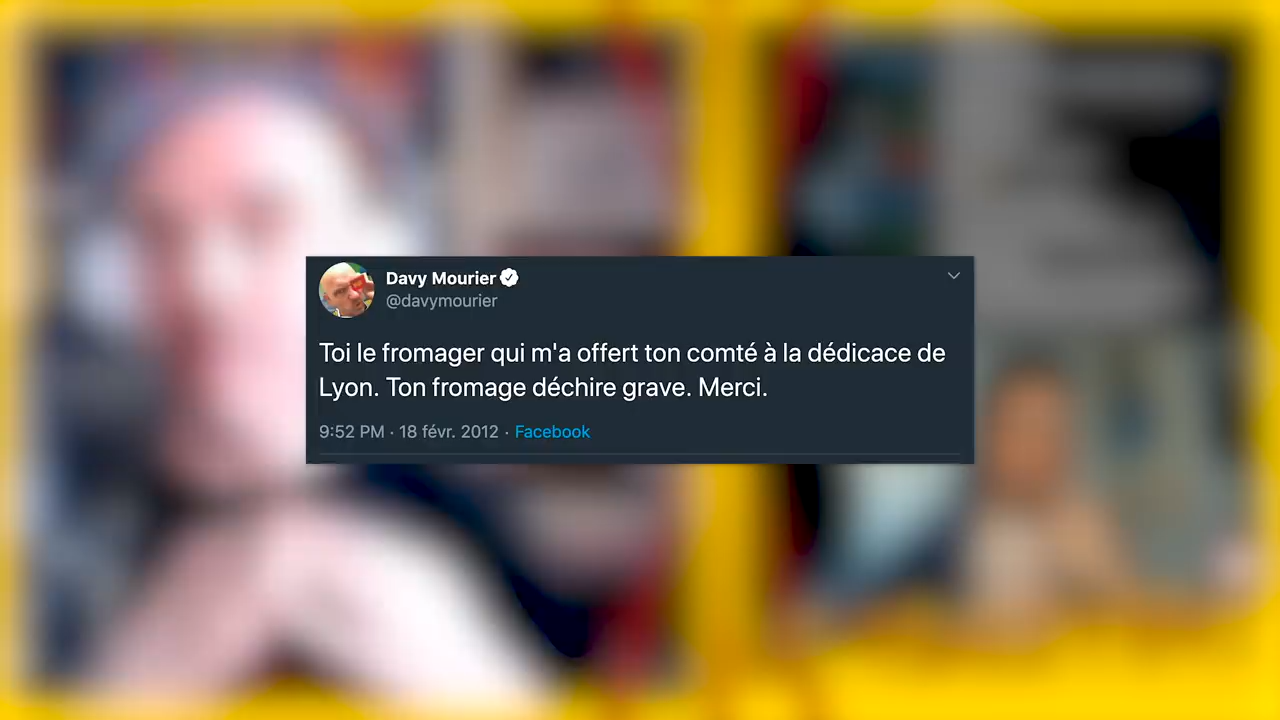 Davy Mourier
@davymourier
Toi le fromager qui m'a offert ton comté à la dédicace de
Lyon. Ton fromage déchire grave. Merci.
9:52 PM · 18 févr. 2012 · Facebook